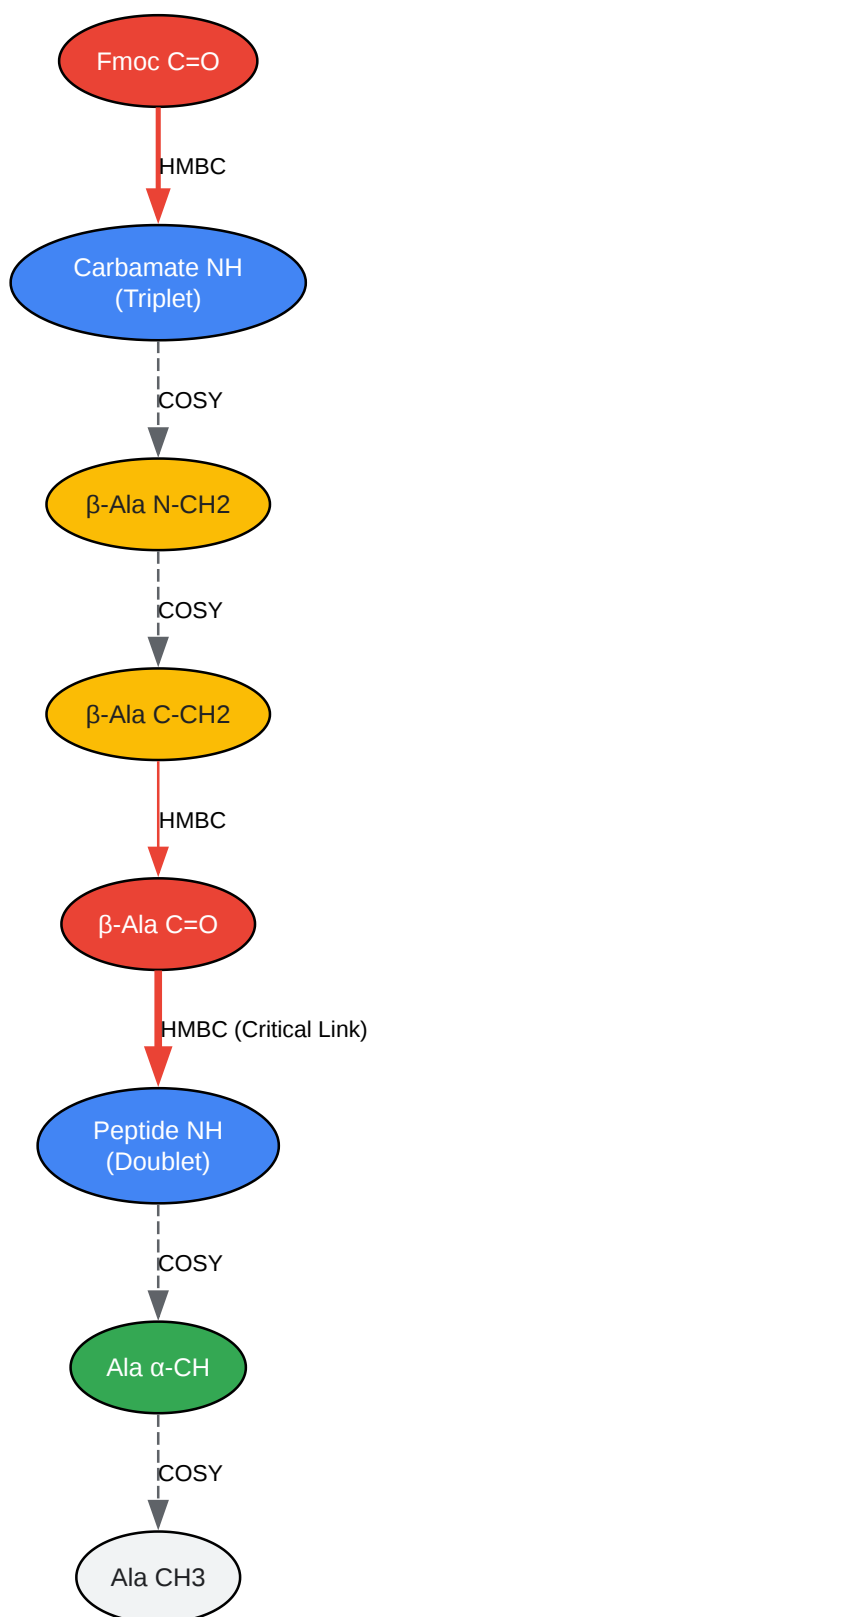 Fmoc C=O
HMBC
Carbamate NH
(Triplet)
COSY
β-Ala N-CH2
COSY
β-Ala C-CH2
HMBC
β-Ala C=O
HMBC (Critical Link)
Peptide NH
(Doublet)
COSY
Ala α-CH
COSY
Ala CH3